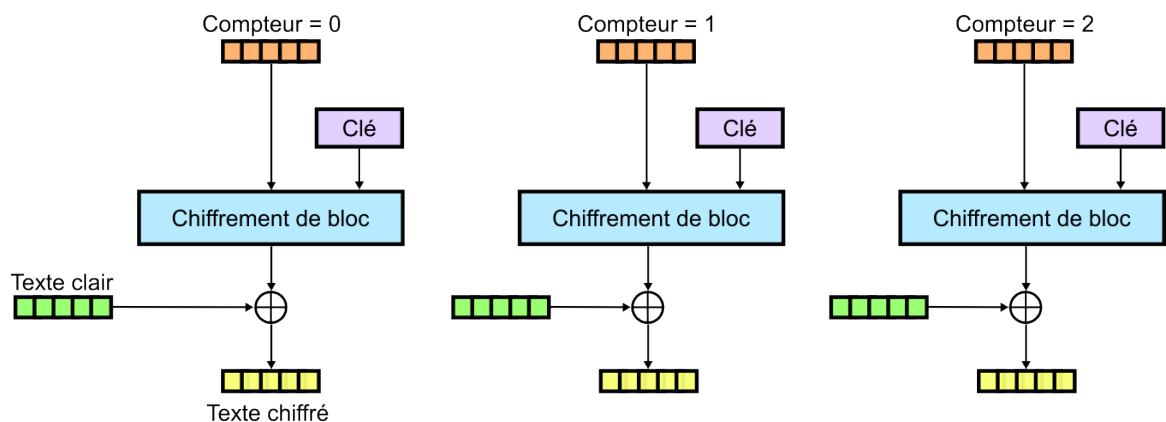 Compteur = 0
Compteur = 1
Compteur = 2
Clé
Clé
Clé
Chiffrement de bloc
Chiffrement de bloc
Chiffrement de bloc
Texte clair
Texte chiffré